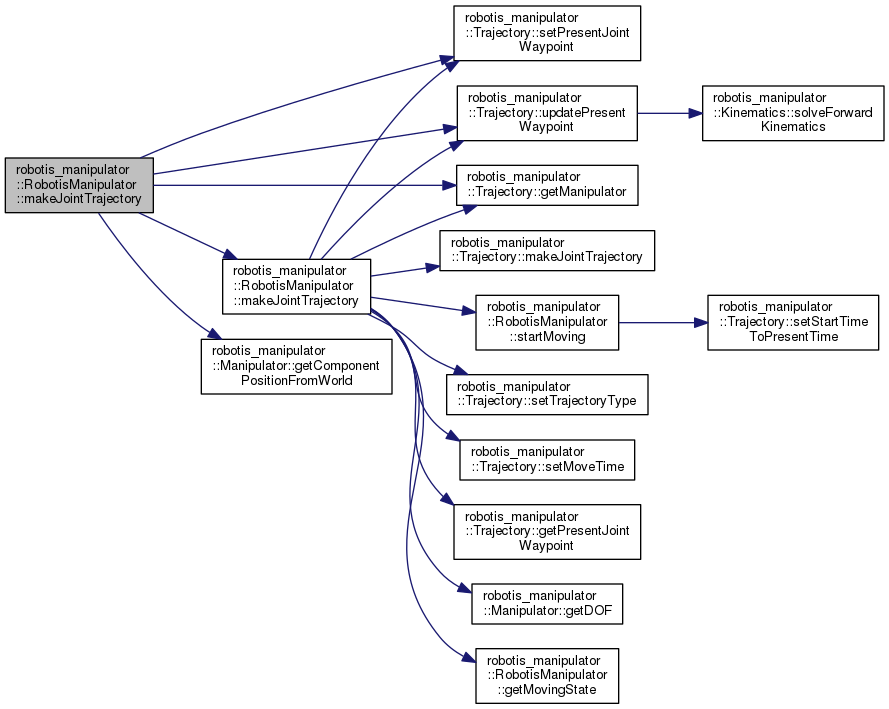 robotis_manipulator
::RobotisManipulator
::makeJointTrajectory
robotis_manipulator
::Trajectory::setPresentJoint
Waypoint
robotis_manipulator
::Trajectory::updatePresent
Waypoint
robotis_manipulator
::Kinematics::solveForward
Kinematics
robotis_manipulator
::Trajectory::getManipulator
robotis_manipulator
::RobotisManipulator
::makeJointTrajectory
robotis_manipulator
::Manipulator::getComponent
PositionFromWorld
robotis_manipulator
::Trajectory::makeJointTrajectory
robotis_manipulator
::RobotisManipulator
::startMoving
robotis_manipulator
::Trajectory::setStartTime
ToPresentTime
robotis_manipulator
::Trajectory::setTrajectoryType
robotis_manipulator
::Trajectory::setMoveTime
robotis_manipulator
::Trajectory::getPresentJoint
Waypoint
robotis_manipulator
::Manipulator::getDOF
robotis_manipulator
::RobotisManipulator
::getMovingState